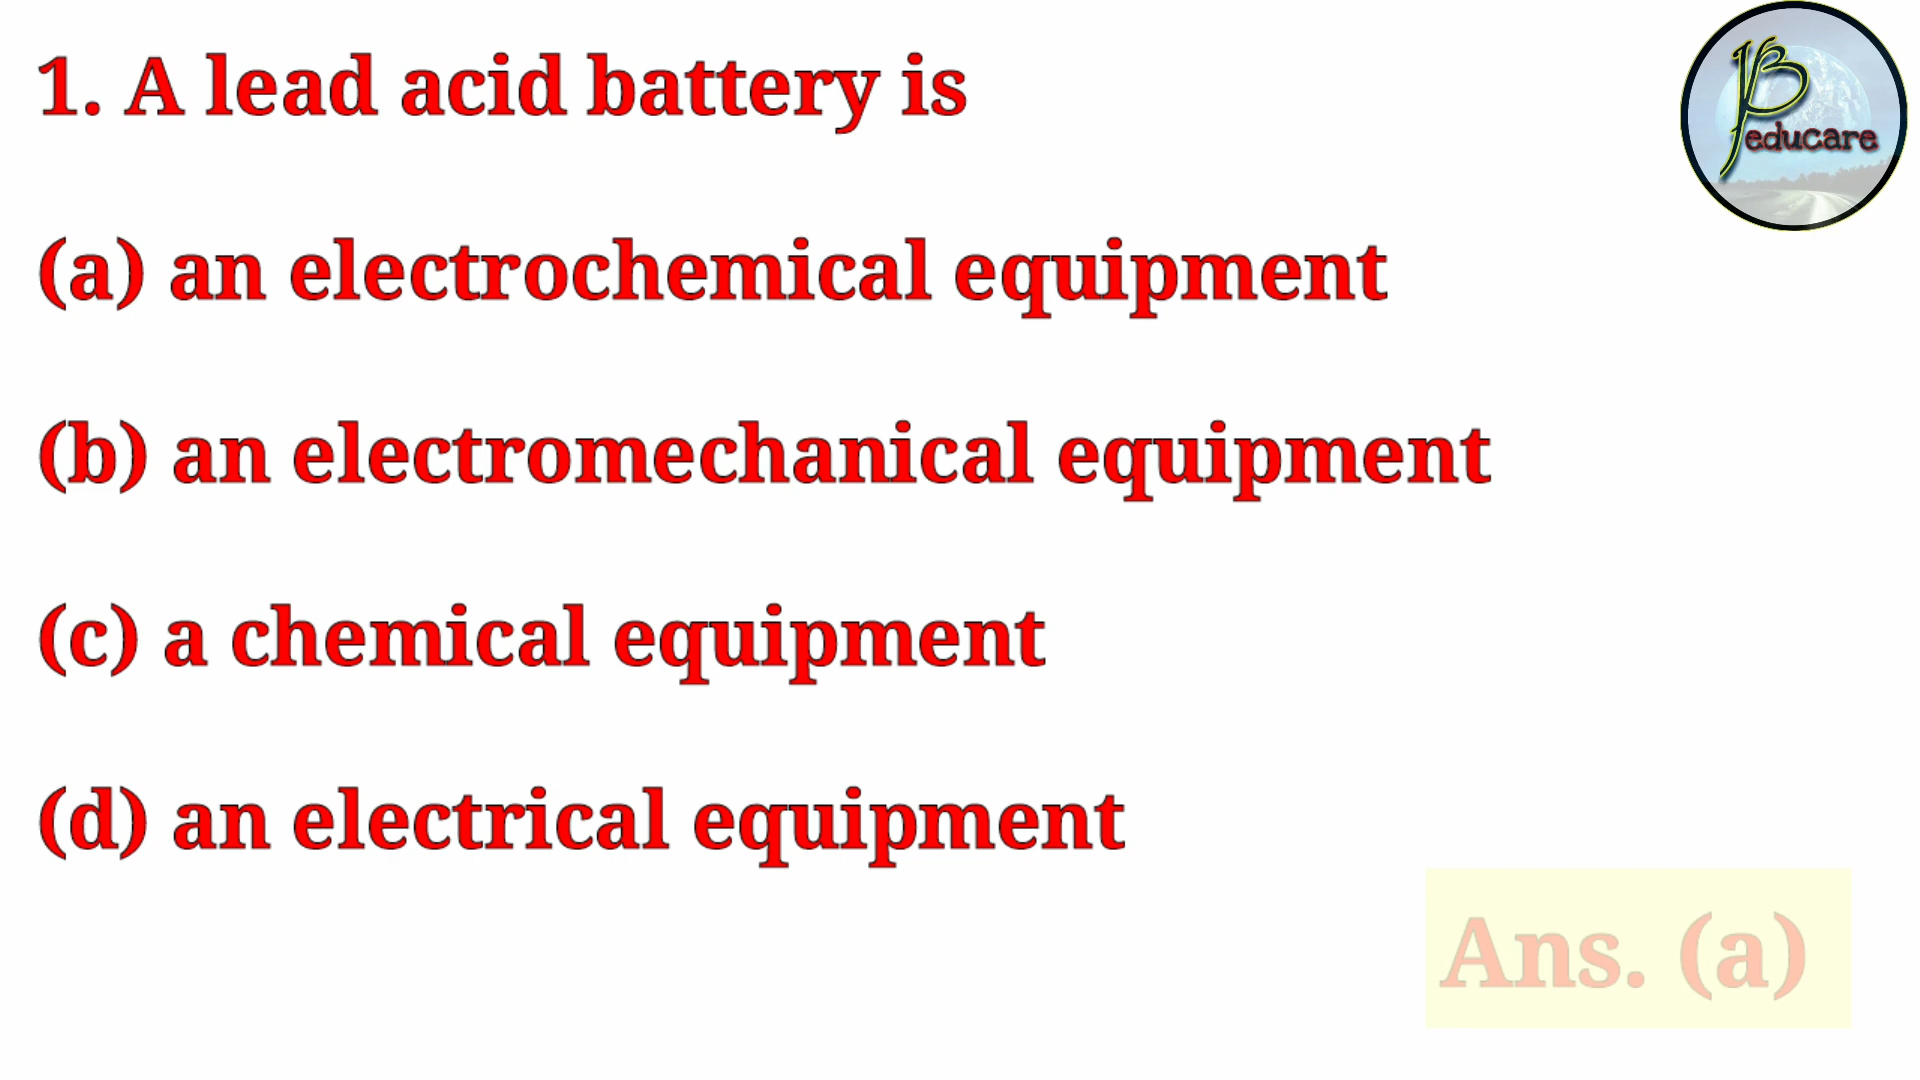 1. A lead acid battery is
(a) an electrochemical equipment
(b) an electromechanical equipment
(c) a chemical equipment
(d) an electrical equipment
Ans. (a)
educare